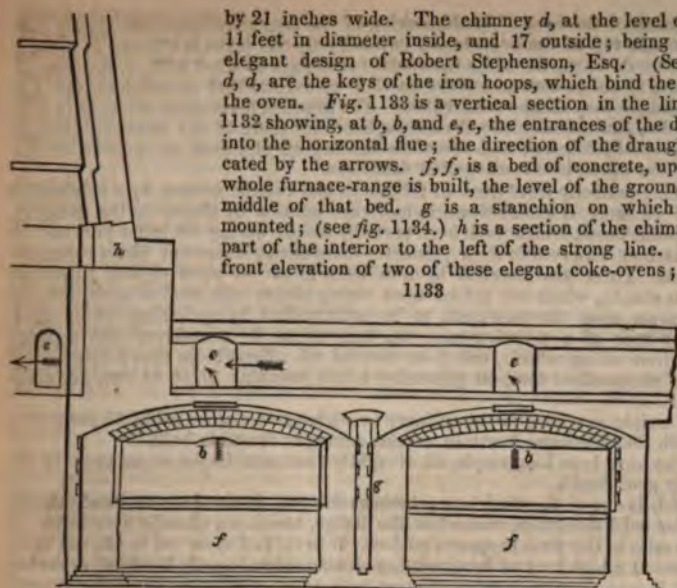 by 21 inches wide. The chimney d, at the level
11 feet in diameter inside, and 17 outside; being
elegant design of Robert Stephenson, Esq. (Se
d, d, are the keys of the iron hoops, which bind the
the oven. Fig. 1133 is a vertical section in the lin
1132 showing, at b, b, and e, e, the entrances of the d
into the horizontal flue; the direction of the draug
cated by the arrows. f, f, is a bed of concrete, up
whole furnace-range is built, the level of the groun
middle of that bed. g is a stanchion on which
mounted; (see fig. 1134.) h is a section of the chim
part of the interior to the left of the strong line.
front elevation of two of these elegant coke-ovens;
1133
h
e
e
e
b
g
b
f
f